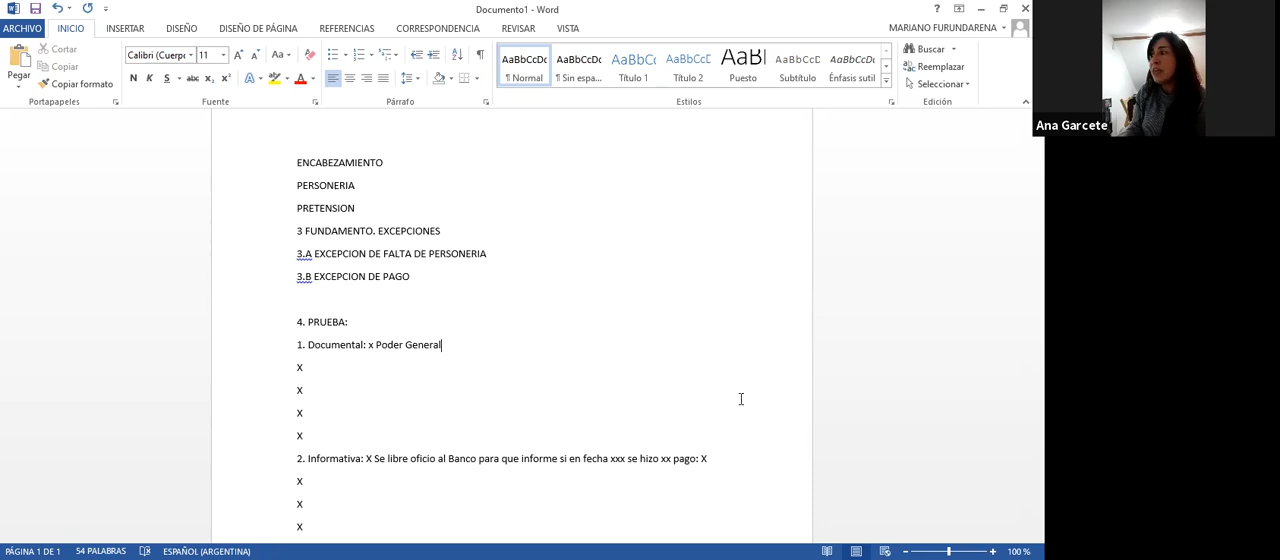 Documento1 - Word
ARCHIVO INICIO INSERTAR DISEÑO DISEÑO DE PÁGINA REFERENCIAS CORRESPONDENCIA REVISAR VISTA
MARIANO FURUNDARENA
Pegar
Cortar
Copiar
Copiar formato
Portapapeles
Calibri (Cuerpo 11
Fuente
Párrafo
AaBbCcDc AaBbCcDc AaBbCc AaBbCcD AaBl AaBbCcD AaBbCcDc
¶ Normal ¶ Sin espa... Título 1 Título 2 Puesto Subtítulo Énfasis sutil
Estilos
Buscar
Reemplazar
Seleccionar
Edición
Ana Garcete
ENCABEZAMIENTO
PERSONERIA
PRETENSION
3 FUNDAMENTO. EXCEPCIONES
3.A EXCEPCION DE FALTA DE PERSONERIA
3.B EXCEPCION DE PAGO
4. PRUEBA:
1. Documental: x Poder General
X
X
X
X
2. Informativa: X Se libre oficio al Banco para que informe si en fecha xxx se hizo xx pago: X
X
X
X
PÁGINA 1 DE 1 54 PALABRAS ESPAÑOL (ARGENTINA) 100 %